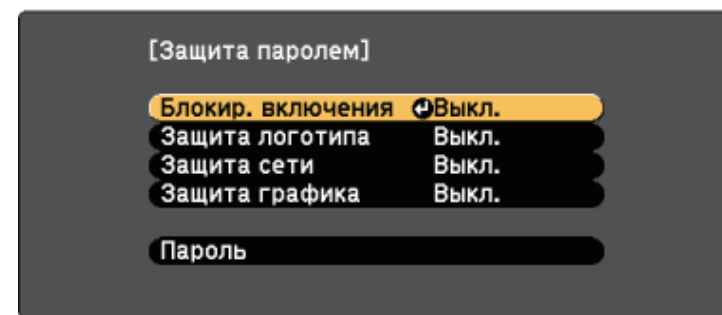 [Защита паролем]
Блокир. включения Выкл.
Защита логотипа Выкл.
Защита сети Выкл.
Защита графика Выкл.
Пароль